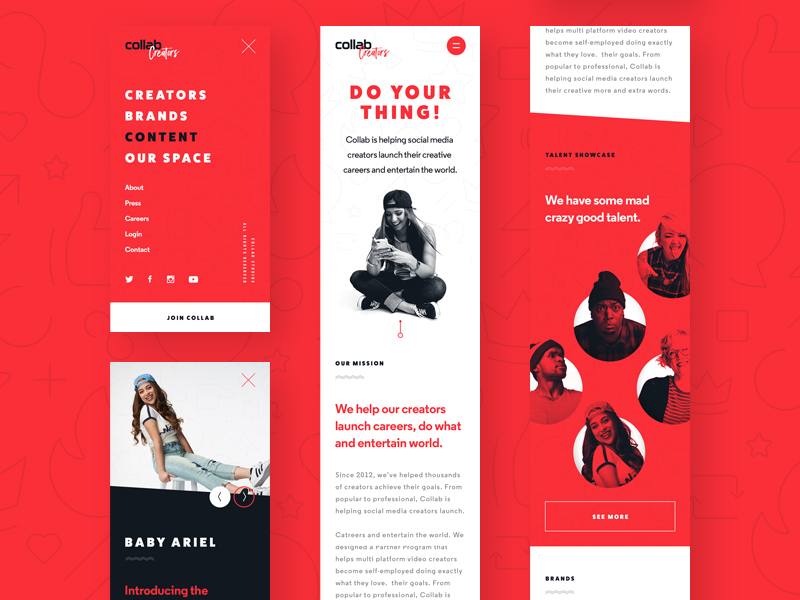 collab
Creators
CREATORS
BRANDS
CONTENT
OUR SPACE
About
Press
Careers
Login
Contact
COLLAB STUDIOS
ALL RIGHTS RESERVED
JOIN COLLAB
BABY ARIEL
Introducing the
collab
Creators
DO YOUR
THING!
Collab is helping social media
creators launch their creative
careers and entertain the world.
OUR MISSION
We help our creators
launch careers, do what
and entertain world.
Since 2012, we've helped thousands
of creators achieve their goals. From
popular to professional, Collab is
helping social media creators launch.
Catreers and entertain the world. We
designed a Partner Program that
helps multi platform video creators
become self-employed doing exactly
what they love. their goals. From
popular to professional, Collab is
helps multi platform video creators
become self-employed doing exactly
what they love. their goals. From
popular to professional, Collab is
helping social media creators launch
their creative more and extra words.
TALENT SHOWCASE
We have some mad
crazy good talent.
SEE MORE
BRANDS